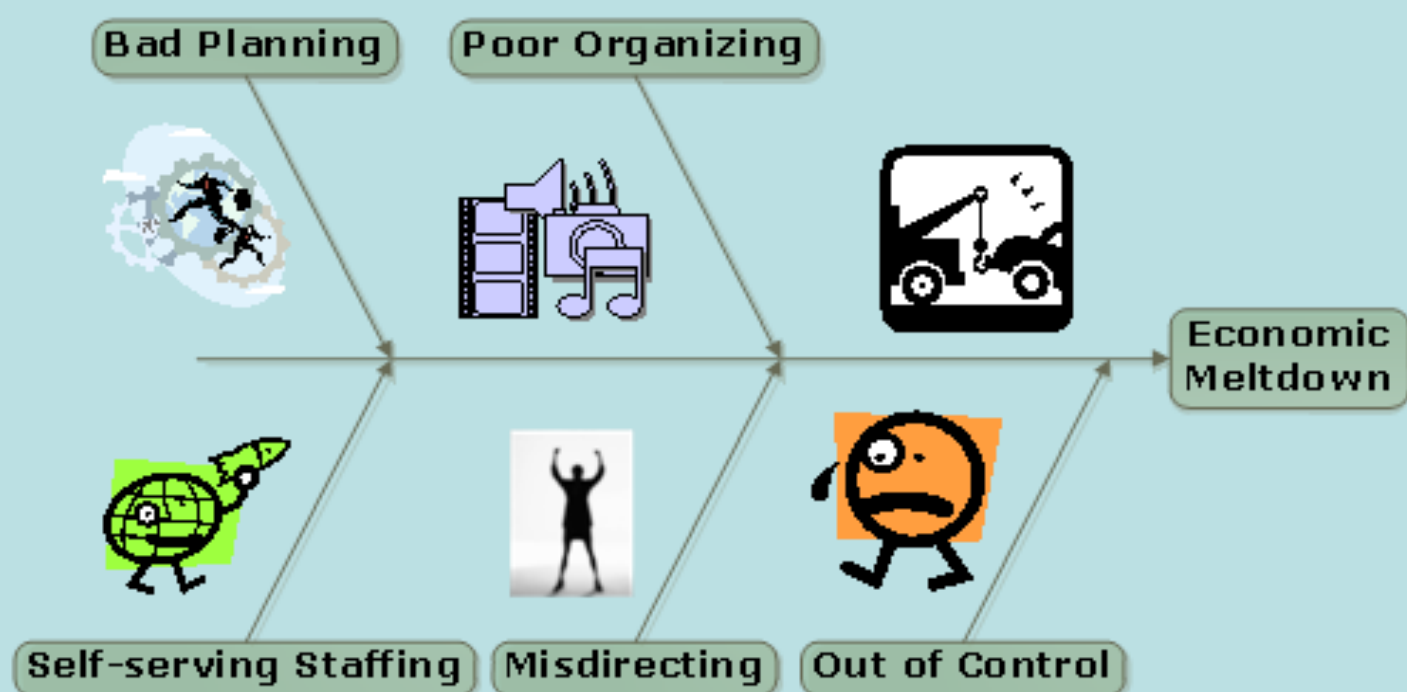 Bad Planning
Poor Organizing
Economic
Meltdown
Self-serving Staffing
Misdirecting
Out of Control